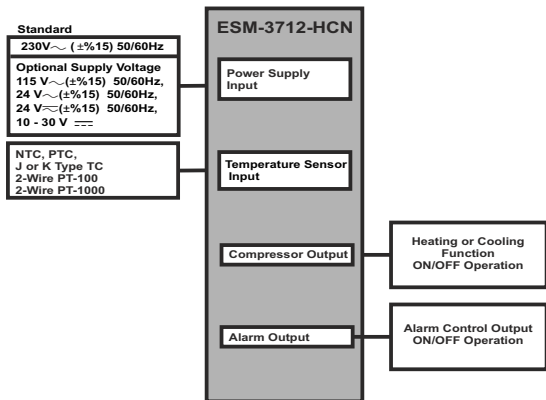 Standard
230V～ (±%15) 50/60Hz
Optional Supply Voltage
115 V～(±%15) 50/60Hz,
24 V～(±%15) 50/60Hz,
24 V⏦(±%15) 50/60Hz,
10 - 30 V ⎓
NTC, PTC,
J or K Type TC
2-Wire PT-100
2-Wire PT-1000
ESM-3712-HCN
Power Supply
Input
Temperature Sensor
Input
Compressor Output
Alarm Output
Heating or Cooling
Function
ON/OFF Operation
Alarm Control Output
ON/OFF Operation